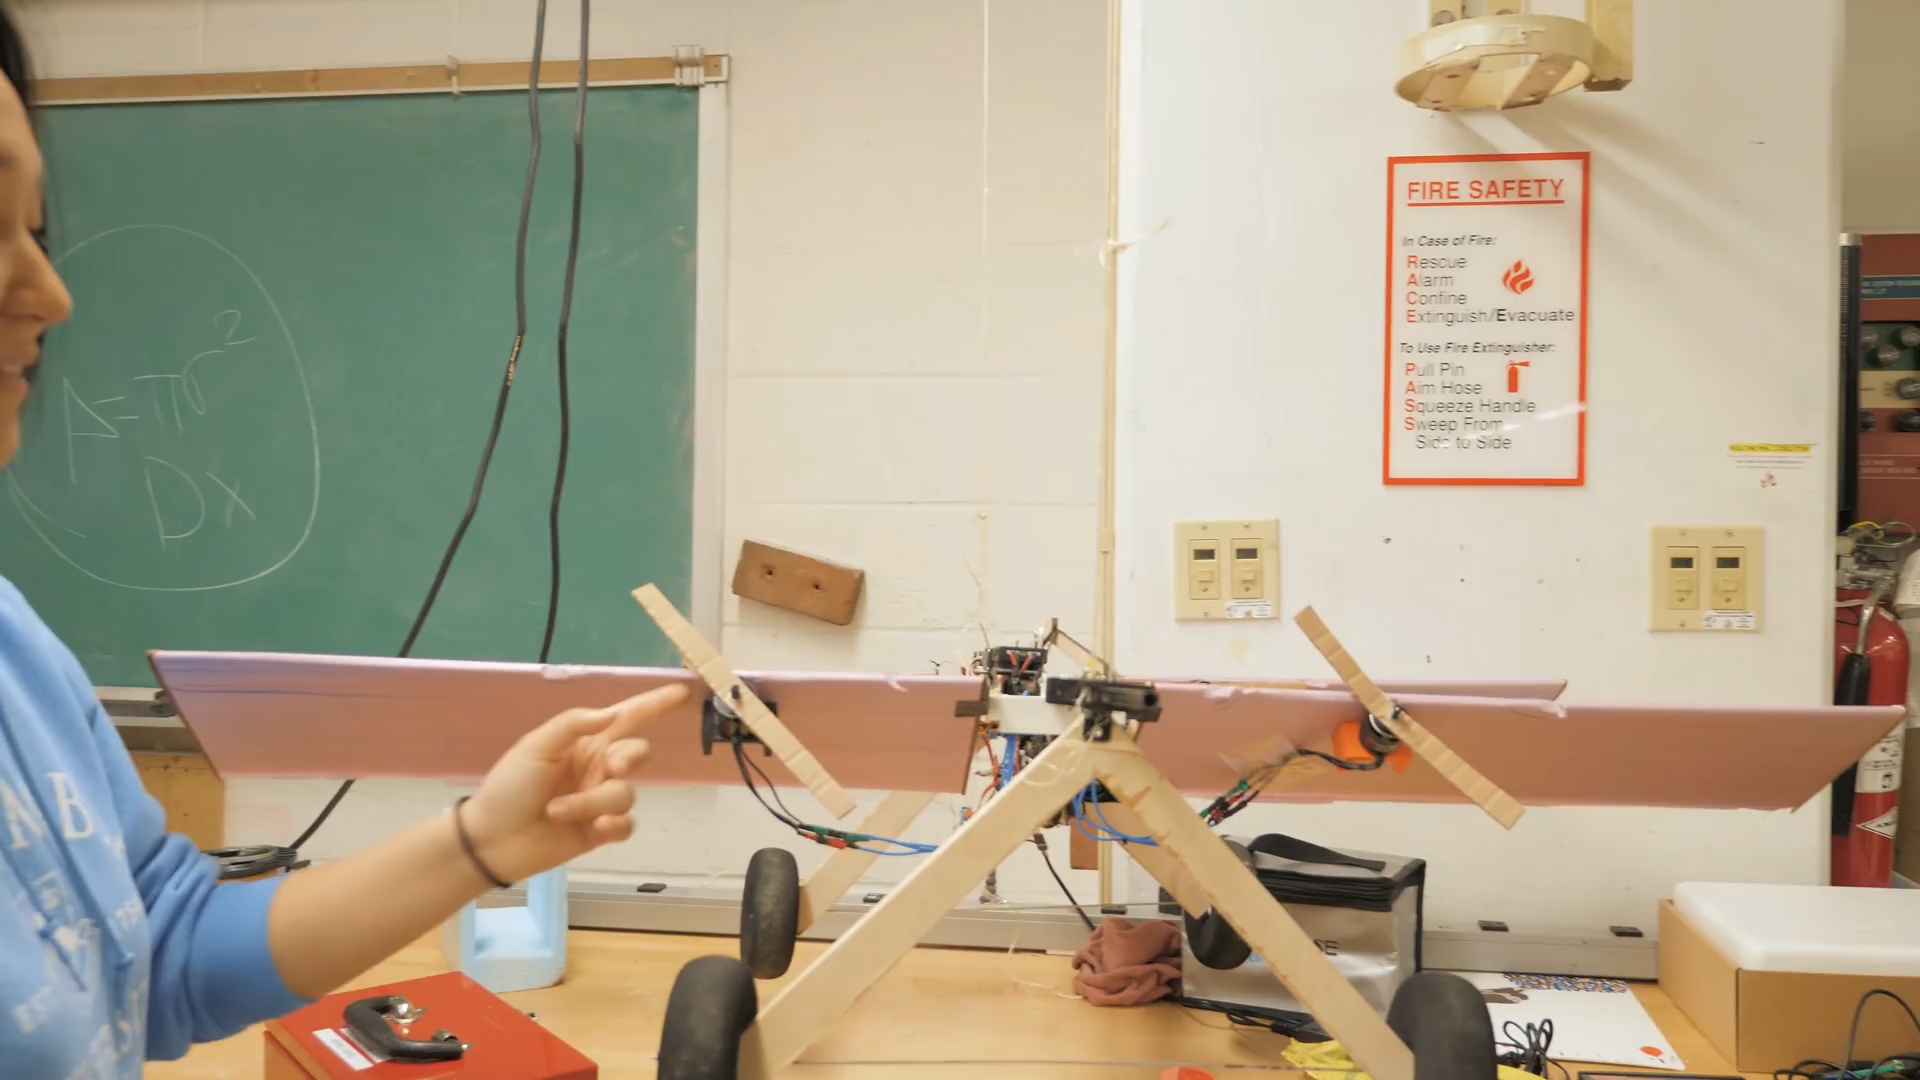 A=πr²
Dx
FIRE SAFETY
In Case of Fire:
Rescue
Alarm
Confine
Extinguish/Evacuate
To Use Fire Extinguisher:
Pull Pin
Aim Hose
Squeeze Handle
Sweep From
Side to Side